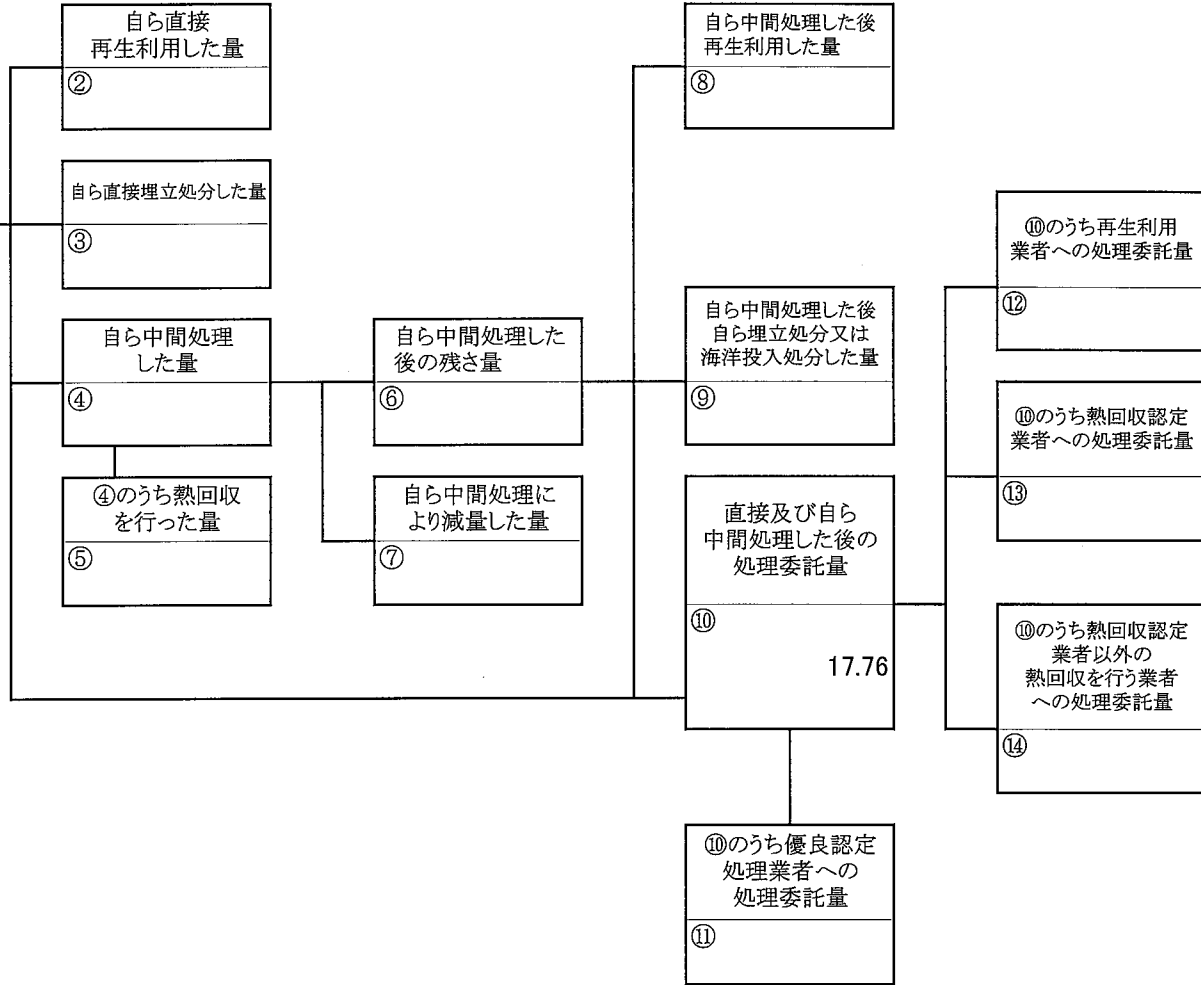 自ら直接
再生利用した量
②
自ら直接埋立処分した量
③
自ら中間処理
した量
④
④のうち熱回収
を行った量
⑤
自ら中間処理した
後の残さ量
⑥
自ら中間処理に
より減量した量
⑦
自ら中間処理した後
再生利用した量
⑧
自ら中間処理した後
自ら埋立処分又は
海洋投入処分した量
⑨
直接及び自ら
中間処理した後の
処理委託量
⑩
17.76
⑩のうち優良認定
処理業者への
処理委託量
⑪
⑩のうち再生利用
業者への処理委託量
⑫
⑩のうち熱回収認定
業者への処理委託量
⑬
⑩のうち熱回収認定
業者以外の
熱回収を行う業者
への処理委託量
⑭